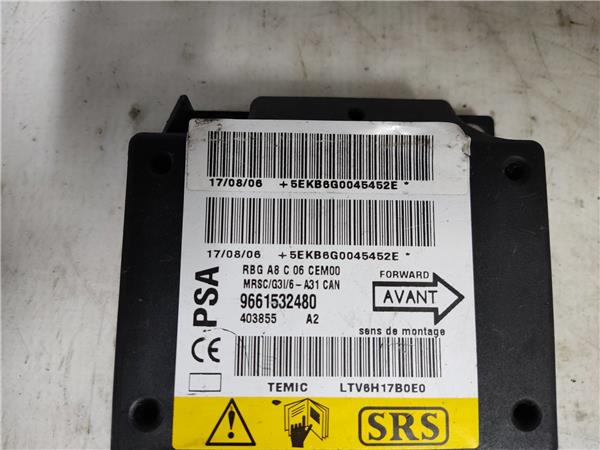 17/08/06 +5EKB6G0045452E *
17/08/06 +5EKB6G0045452E *
PSA
RBG A8 C 06 CEM00
MRSC/G3I/6-A31 CAN
9661532480
403855 A2
FORWARD
AVANT
sens de montage
CE
TEMIC LTV6H17B0E0
SRS